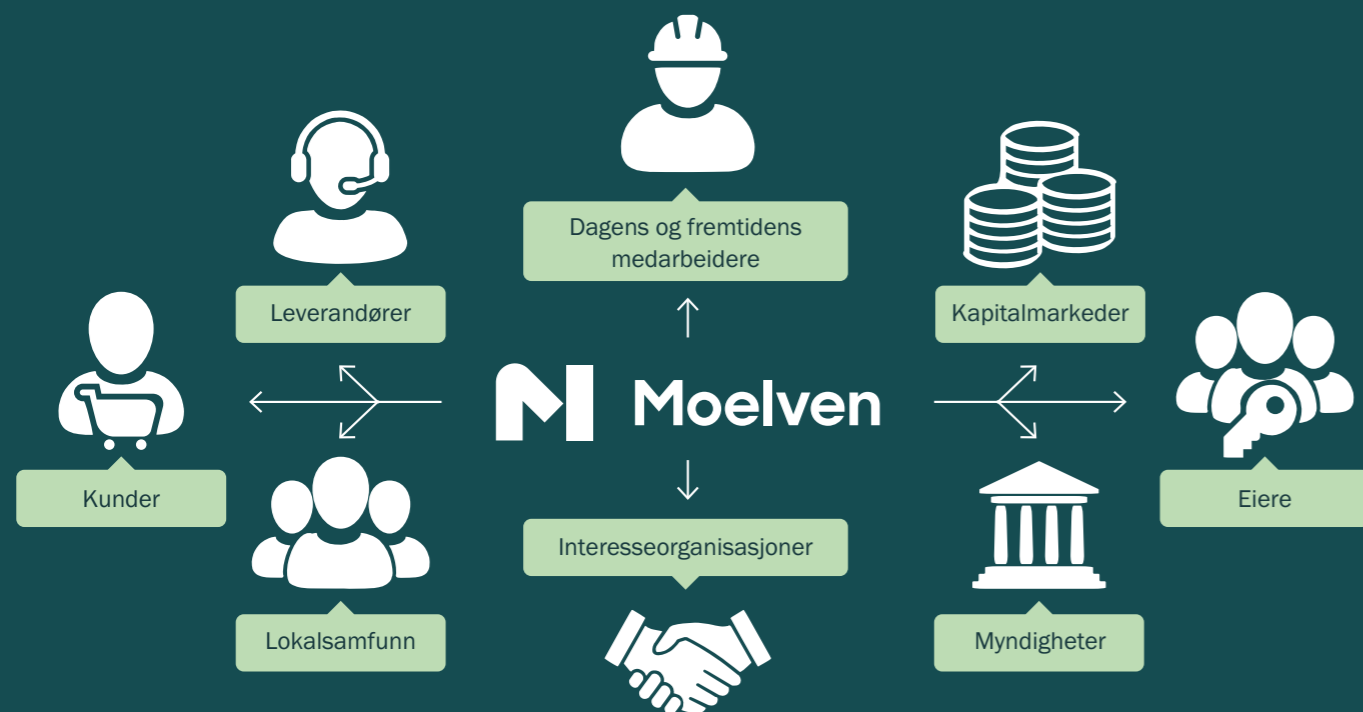 Dagens og fremtidens
medarbeidere
Leverandører
Kapitalmarkeder
Moelven
Kunder
Eiere
Interesseorganisasjoner
Lokalsamfunn
Myndigheter